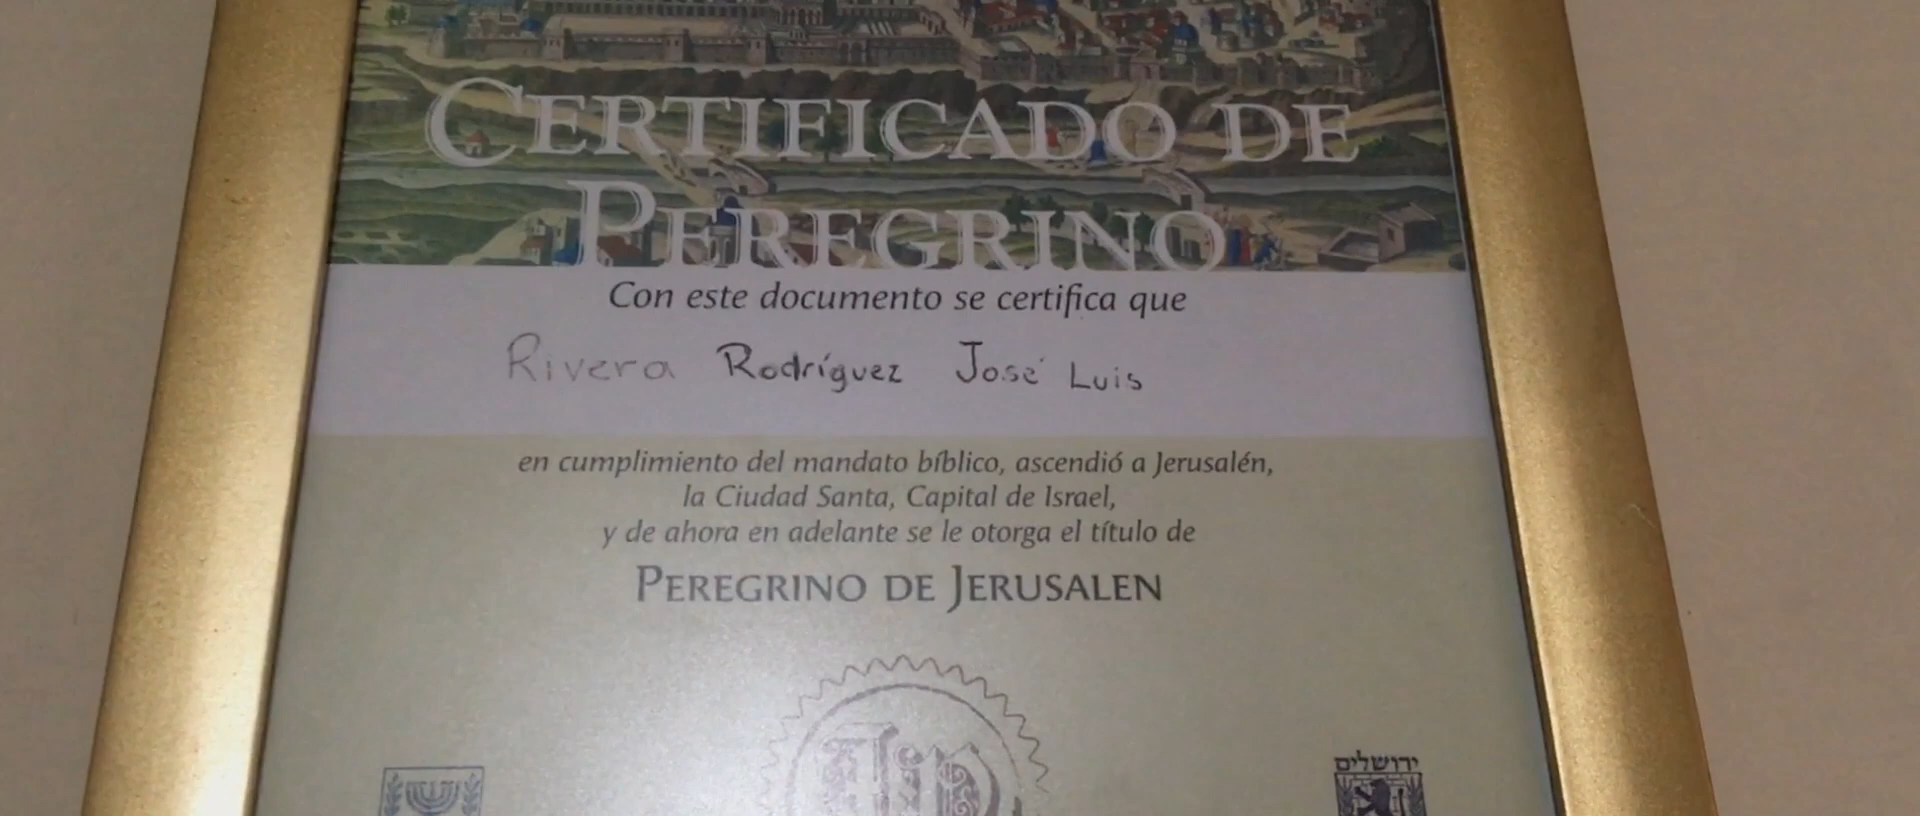 CERTIFICADO DE
PEREGRINO
Con este documento se certifica que
Rivera Rodríguez José Luis
en cumplimiento del mandato bíblico, ascendió a Jerusalén,
la Ciudad Santa, Capital de Israel,
y de ahora en adelante se le otorga el título de
PEREGRINO DE JERUSALEN
ירושלים